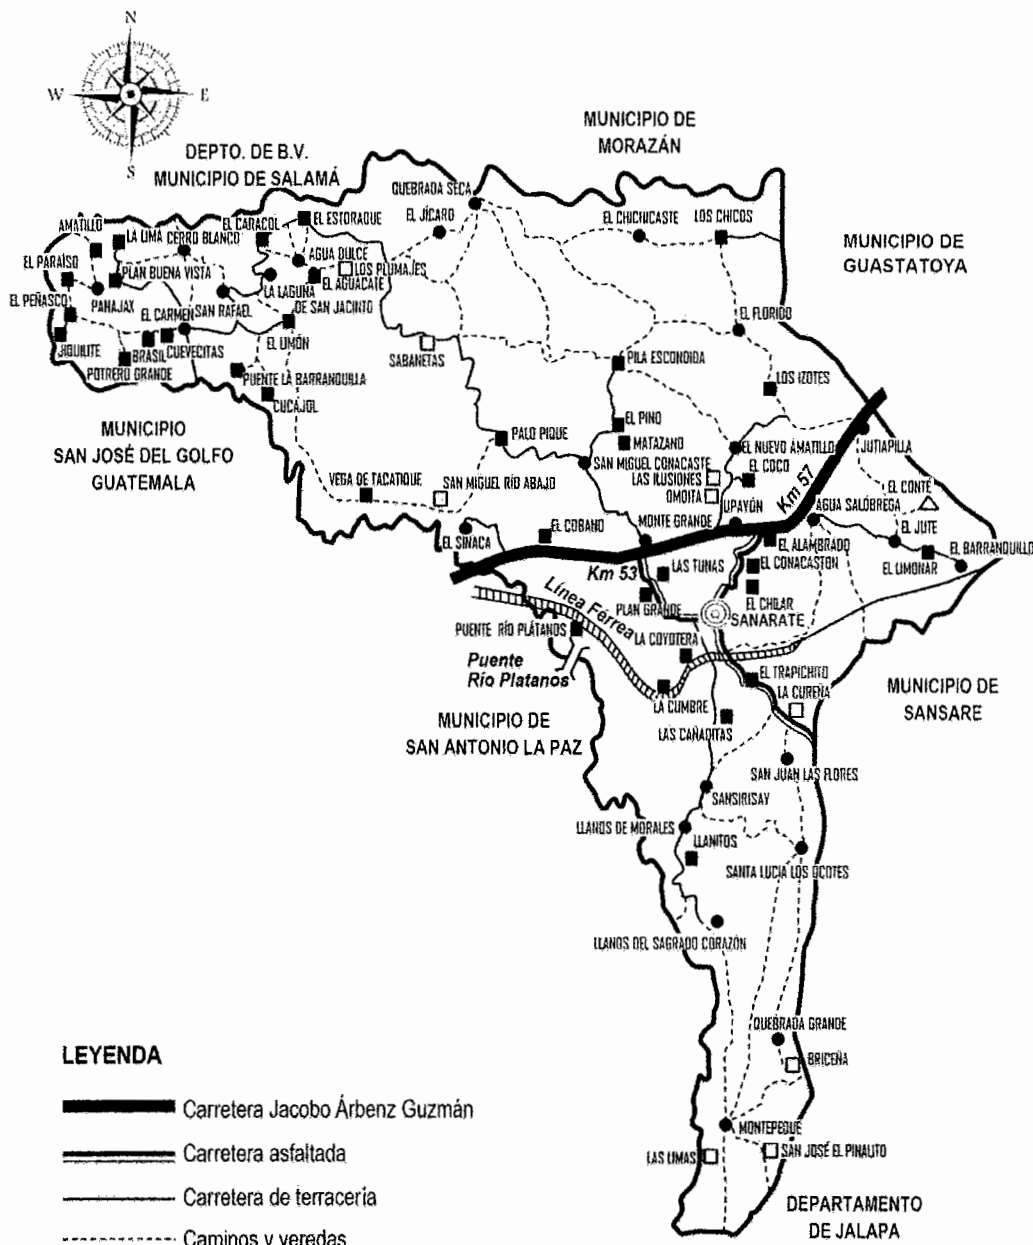 N
W
E
S
MUNICIPIO DE
MORAZÁN
DEPTO. DE B.V.
MUNICIPIO DE SALAMÁ
QUEBRADA SECA
EL JÍCARO
EL ESTORAQUE
EL CARACOL
AMATILLO
LA LIMA
CERRO BLANCO
EL CHICHICASTE
LOS CHICOS
MUNICIPIO DE
GUASTATOYA
AGUA DULCE
LOS PLUMAJES
EL PARAÍSO
PLAN BUENA VISTA
LA LAGUNA
EL AGUACATE
DE SAN JACINTO
EL PEÑASCO
PANAJAX
EL CARMEN
SAN RAFAEL
EL LIMÓN
EL FLORIDO
JIQUILITE
BRASIL
CUEVECITAS
POTRERO GRANDE
SABANETAS
PILA ESCONDIDA
PUENTE LA BARRANQUILLA
CUCAJOL
LOS IZOTES
MUNICIPIO
SAN JOSÉ DEL GOLFO
GUATEMALA
EL PINO
MATAZANO
PALO PIQUE
EL NUEVO AMATILLO
JUTIAPILLA
SAN MIGUEL CONACASTE
LAS ILUSIONES
EL COCO
OMOITA
Km 57
VEGA DE TACATIQUE
SAN MIGUEL RÍO ABAJO
EL CONTÉ
AGUA SALÓBREGA
UPAYÓN
MONTE GRANDE
EL JUTE
EL SINACA
EL COBANO
EL ALAMBRADO
EL BARRANQUILLO
EL LIMONAR
LAS TUNAS
EL CONACASTON
Km 53
Línea Férrea
PLAN GRANDE
EL CHILAR
SANARATE
PUENTE RÍO PLÁTANOS
LA COYOTERA
Puente
Río Platanos
EL TRAPICHITO
LA CUREÑA
MUNICIPIO DE
SANSARE
LA CUMBRE
MUNICIPIO DE
SAN ANTONIO LA PAZ
LAS CAÑADITAS
SAN JUAN LAS FLORES
SANSIRISAY
LLANOS DE MORALES
LLANITOS
SANTA LUCIA LOS OCOTES
LLANOS DEL SAGRADO CORAZÓN
QUEBRADA GRANDE
BRICEÑA
MONTEPEQUE
LAS LIMAS
SAN JOSÉ EL PINALITO
DEPARTAMENTO
DE JALAPA
LEYENDA
Carretera Jacobo Árbenz Guzmán
Carretera asfaltada
Carretera de terracería
Caminos y veredas